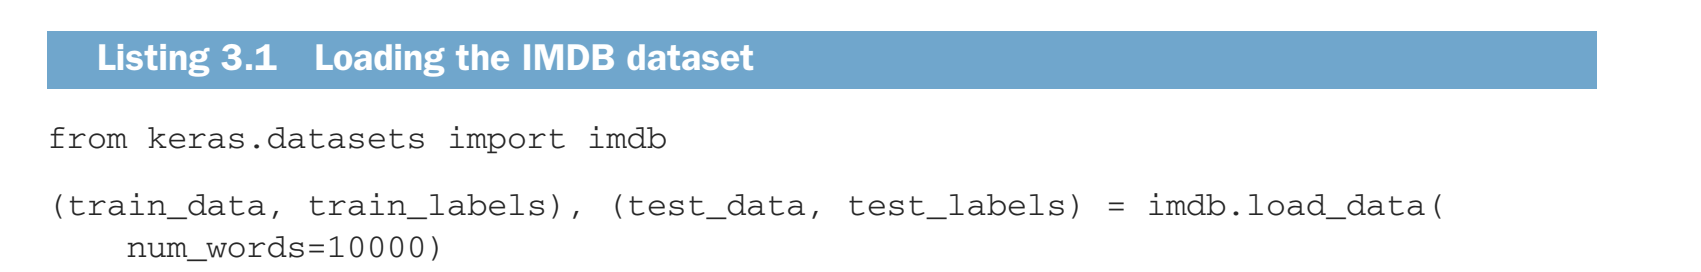 Listing 3.1 Loading the IMDB dataset
from keras.datasets import imdb
(train_data, train_labels), (test_data, test_labels) = imdb.load_data(
num_words=10000)